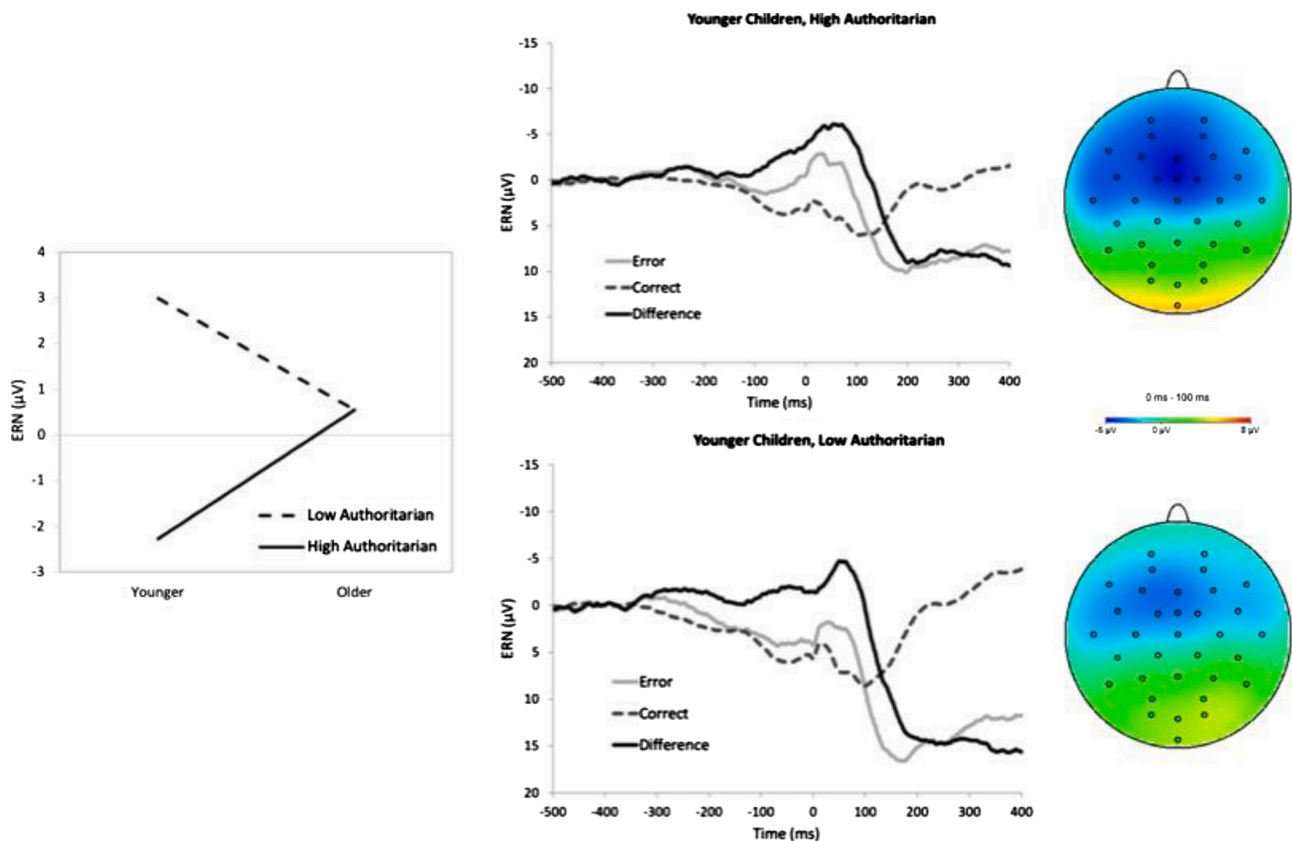 4
3
2
1
0
-1
-2
-3
ERN (µV)
Younger
Older
Low Authoritarian
High Authoritarian
Younger Children, High Authoritarian
-15
-10
-5
0
5
10
15
20
ERN (µV)
Error
Correct
Difference
-500 -400 -300 -200 -100 0 100 200 300 400
Time (ms)
0 ms - 100 ms
-5 µV 0 µV 5 µV
Younger Children, Low Authoritarian
-15
-10
-5
0
5
10
15
20
ERN (µV)
Error
Correct
Difference
-500 -400 -300 -200 -100 0 100 200 300 400
Time (ms)